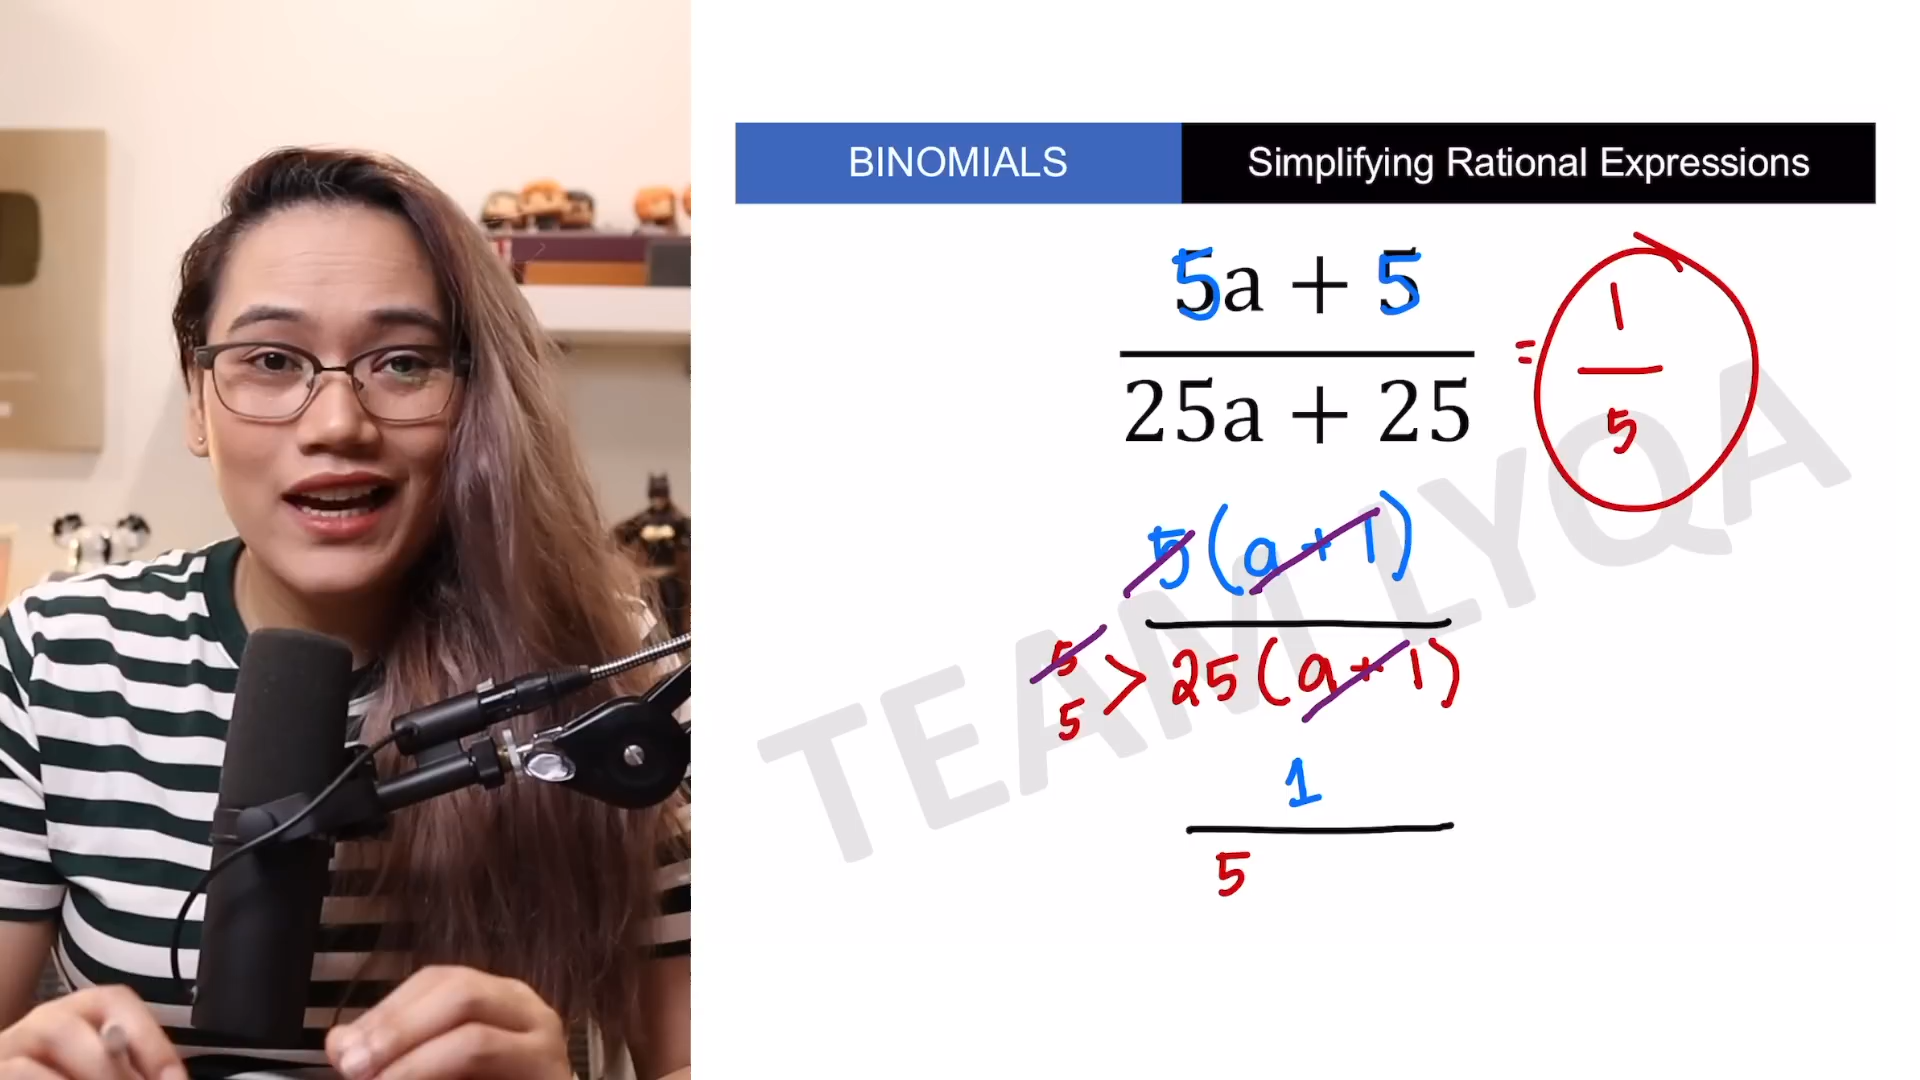 BINOMIALS Simplifying Rational Expressions
5a + 5
25a + 25
= 1
5
5(a+1)
5
5 > 25(a+1)
1
5
TEAM LYQA